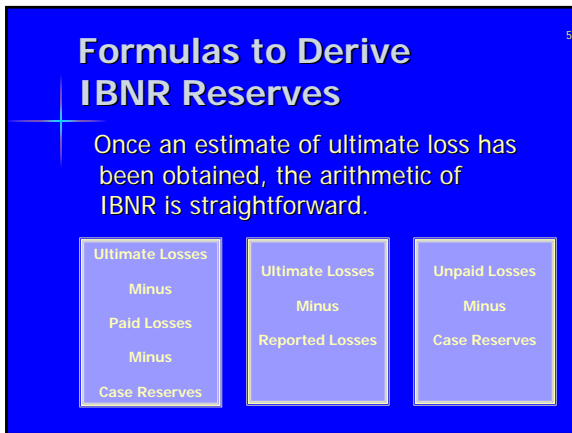 5
Formulas to Derive
IBNR Reserves
Once an estimate of ultimate loss has
been obtained, the arithmetic of
IBNR is straightforward.
Ultimate Losses
Minus
Paid Losses
Minus
Case Reserves
Ultimate Losses
Minus
Reported Losses
Unpaid Losses
Minus
Case Reserves